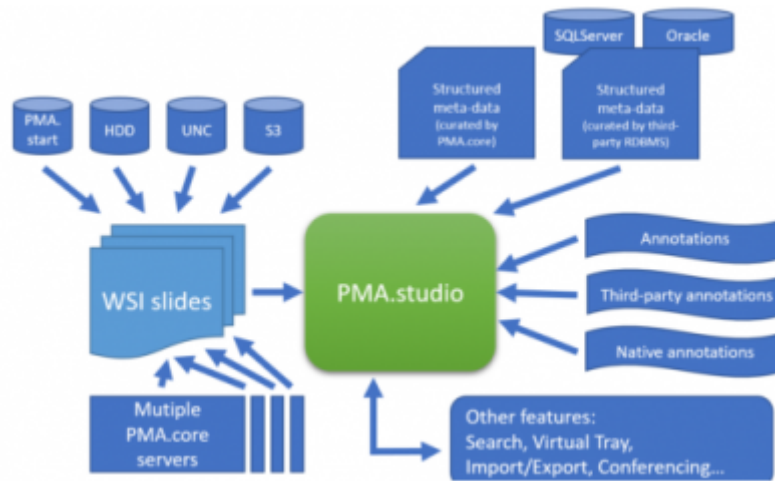 SQLServer
Oracle
PMA.
start
HDD
UNC
S3
Structured
meta-data
(curated by
PMA.core)
Structured
meta-data
(curated by third-
party RDBMS)
WSI slides
PMA.studio
Annotations
Third-party annotations
Native annotations
Mutiple
PMA.core
servers
Other features:
Search, Virtual Tray,
Import/Export, Conferencing...